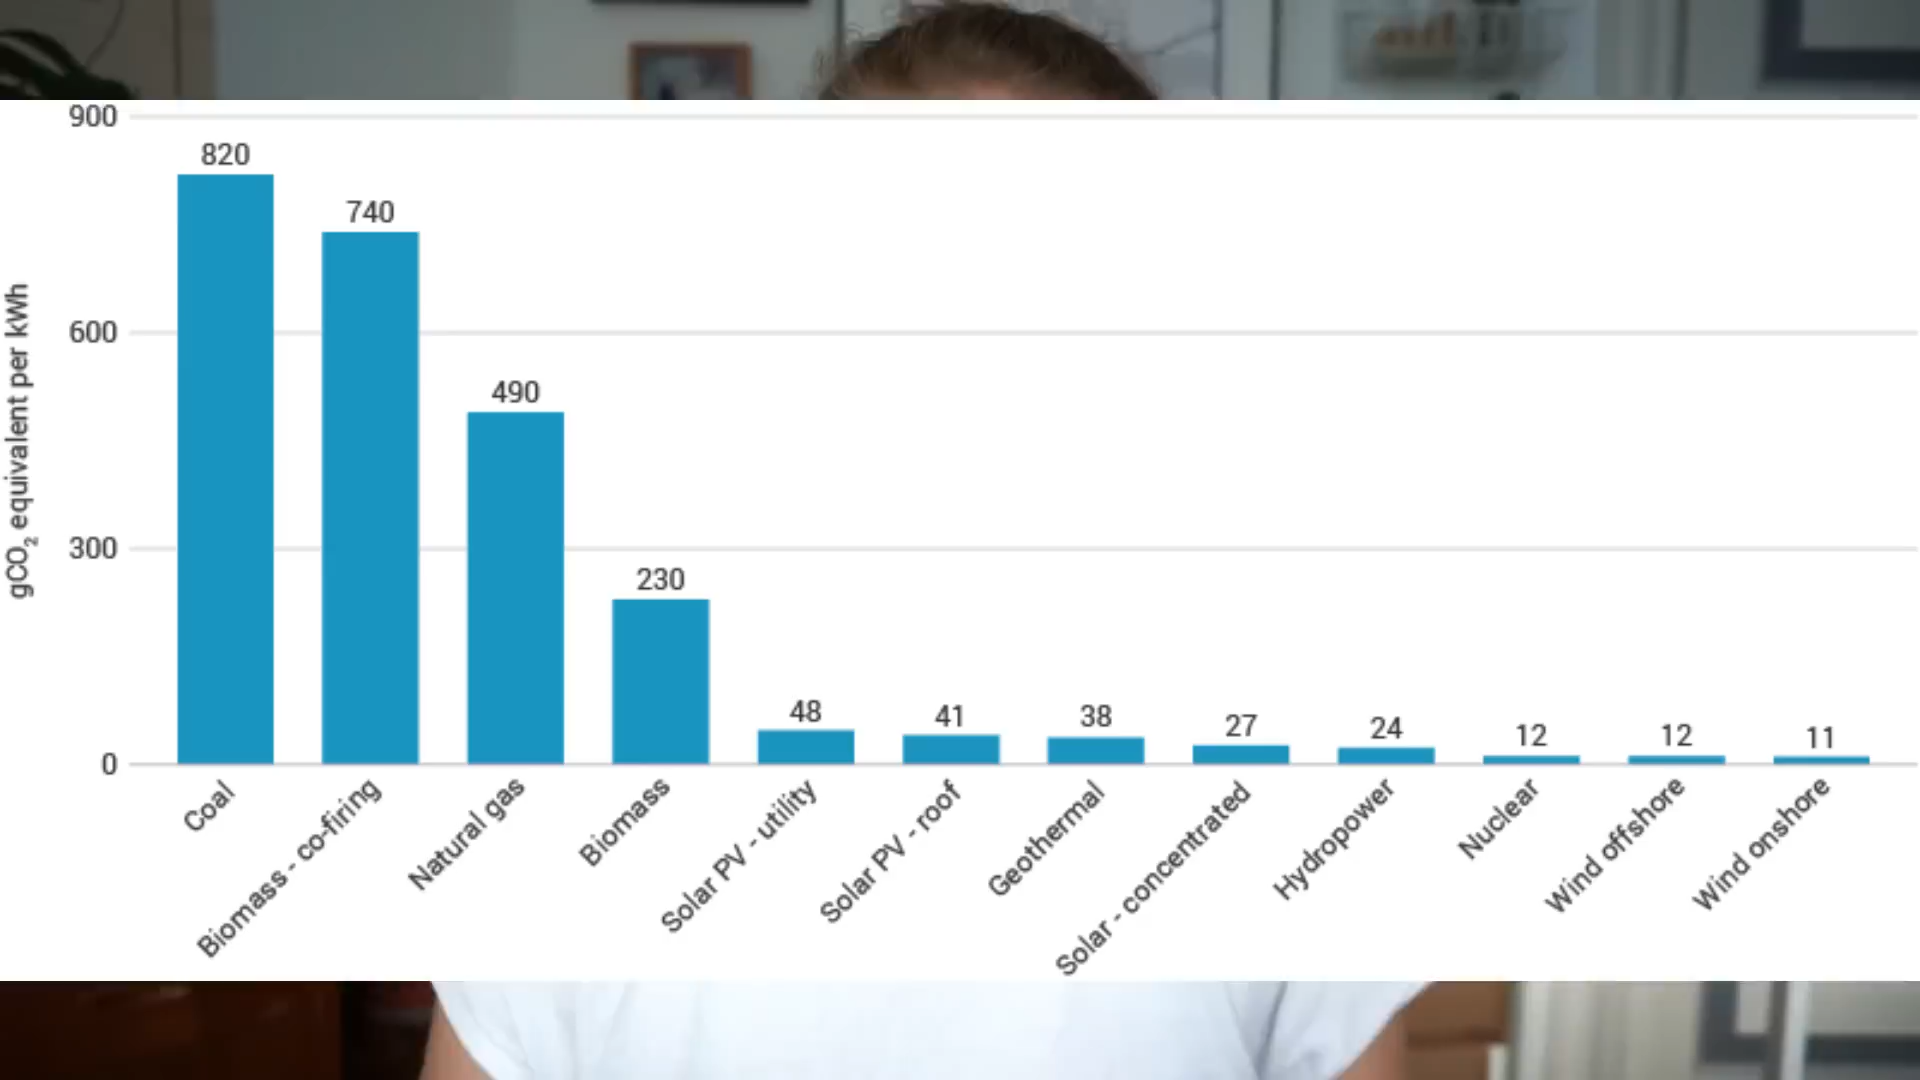 gCO₂ equivalent per kWh
900
600
300
0
820
740
490
230
48
41
38
27
24
12
12
11
Coal
Biomass - co-firing
Natural gas
Biomass
Solar PV - utility
Solar PV - roof
Geothermal
Solar - concentrated
Hydropower
Nuclear
Wind offshore
Wind onshore